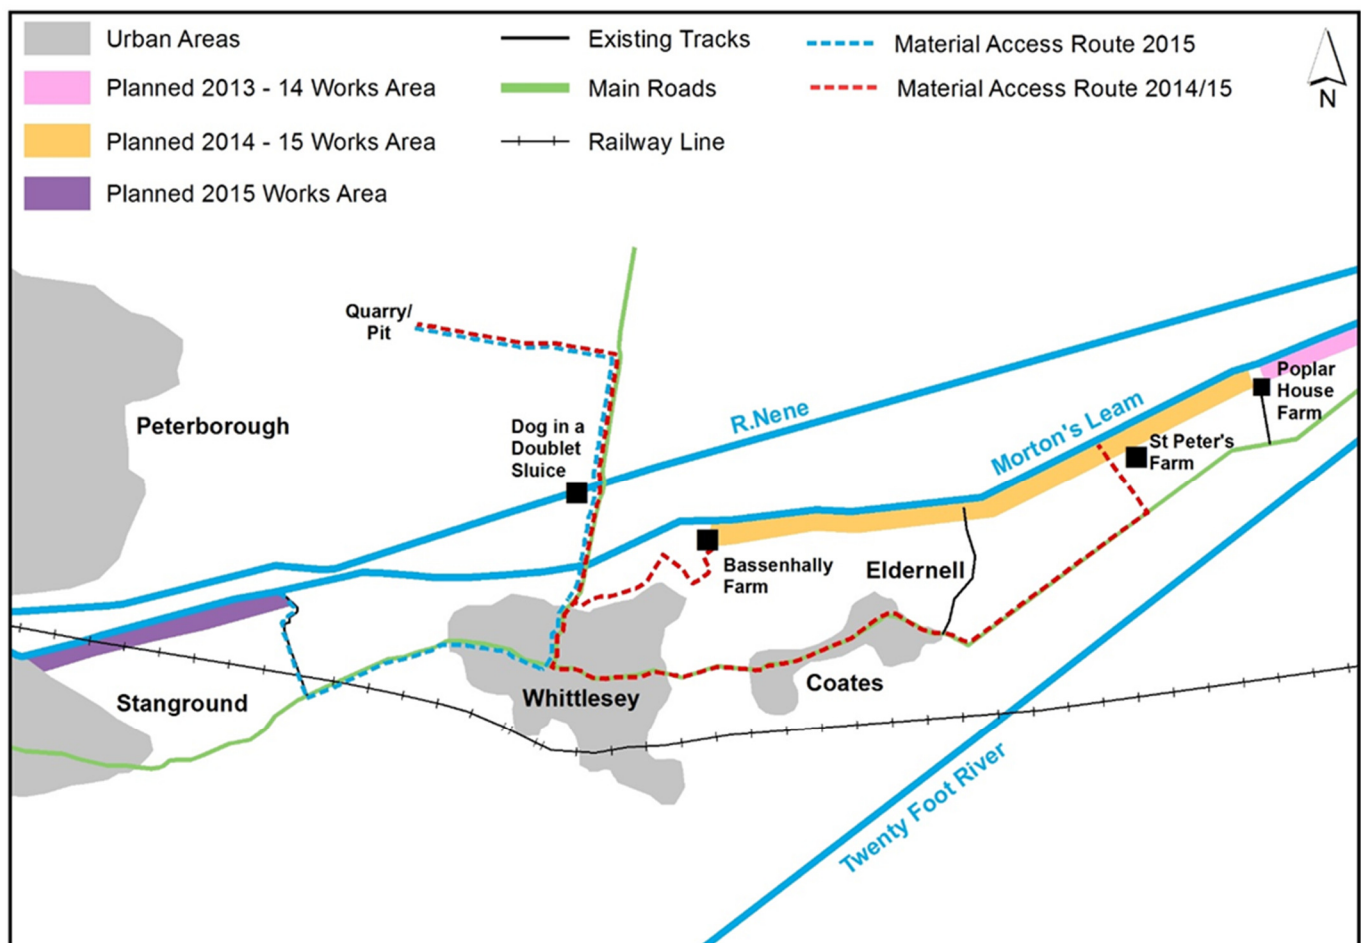 Urban Areas
Planned 2013 - 14 Works Area
Planned 2014 - 15 Works Area
Planned 2015 Works Area
Existing Tracks
Main Roads
Railway Line
Material Access Route 2015
Material Access Route 2014/15
N
Quarry/
Pit
Peterborough
Dog in a
Doublet
Sluice
R.Nene
Morton's Leam
Poplar
House
Farm
St Peter's
Farm
Bassenhally
Farm
Eldernell
Stanground
Whittlesey
Coates
Twenty Foot River